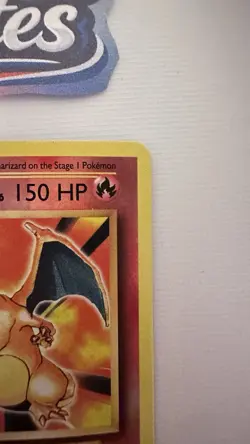 tes
arizard on the Stage 1 Pokémon
150 HP